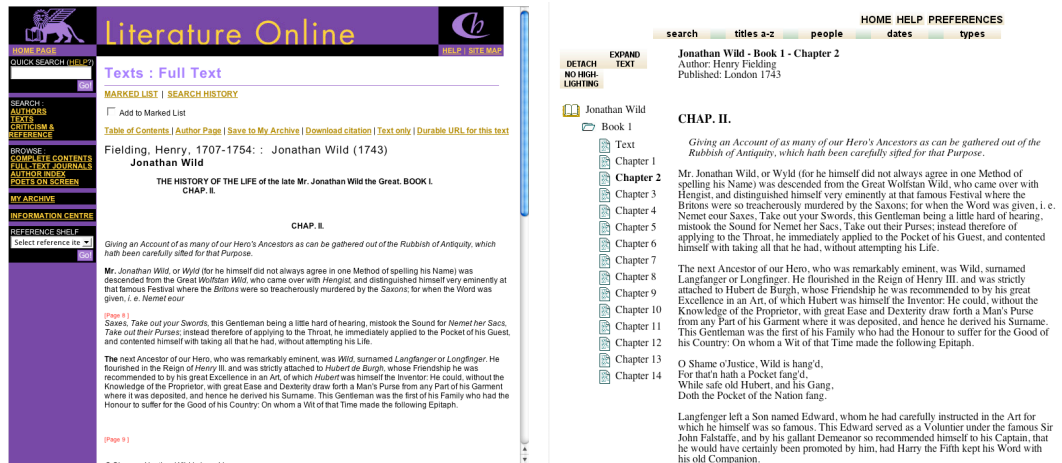 Literature Online
HOME PAGE
HELP | SITE MAP
QUICK SEARCH (HELP?)
Go!
SEARCH :
AUTHORS
TEXTS
CRITICISM &
REFERENCE
BROWSE :
COMPLETE CONTENTS
FULL-TEXT JOURNALS
AUTHOR INDEX
POETS ON SCREEN
MY ARCHIVE
INFORMATION CENTRE
REFERENCE SHELF
Select reference ite
Go!
Texts : Full Text
MARKED LIST | SEARCH HISTORY
Add to Marked List
Table of Contents | Author Page | Save to My Archive | Download citation | Text only | Durable URL for this text
Fielding, Henry, 1707-1754: : Jonathan Wild (1743)
Jonathan Wild
THE HISTORY OF THE LIFE of the late Mr. Jonathan Wild the Great. BOOK I.
CHAP. II.
CHAP. II.
Giving an Account of as many of our Hero's Ancestors as can be gathered out of the Rubbish of Antiquity, which
hath been carefully sifted for that Purpose.
Mr. Jonathan Wild, or Wyld (for he himself did not always agree in one Method of spelling his Name) was
descended from the Great Wolfstan Wild, who came over with Hengist, and distinguished himself very eminently at
that famous Festival where the Britons were so treacherously murdered by the Saxons; for when the Word was
given, i. e. Nemet eour
[Page 8 ]
Saxes, Take out your Swords, this Gentleman being a little hard of hearing, mistook the Sound for Nemet her Sacs,
Take out their Purses; instead therefore of applying to the Throat, he immediately applied to the Pocket of his Guest,
and contented himself with taking all that he had, without attempting his Life.
The next Ancestor of our Hero, who was remarkably eminent, was Wild, surnamed Langfanger or Longfinger. He
flourished in the Reign of Henry III. and was strictly attached to Hubert de Burgh, whose Friendship he was
recommended to by his great Excellence in an Art, of which Hubert was himself the Inventor: He could, without the
Knowledge of the Proprietor, with great Ease and Dexterity draw forth a Man's Purse from any Part of his Garment
where it was deposited, and hence he derived his Surname. This Gentleman was the first of his Family who had the
Honour to suffer for the Good of his Country: On whom a Wit of that Time made the following Epitaph.
[Page 9 ]
HOME HELP PREFERENCES
search titles a-z people dates types
DETACH
EXPAND
TEXT
NO HIGH-
LIGHTING
Jonathan Wild
Book 1
Text
Chapter 1
Chapter 2
Chapter 3
Chapter 4
Chapter 5
Chapter 6
Chapter 7
Chapter 8
Chapter 9
Chapter 10
Chapter 11
Chapter 12
Chapter 13
Chapter 14
Jonathan Wild - Book 1 - Chapter 2
Author: Henry Fielding
Published: London 1743
CHAP. II.
Giving an Account of as many of our Hero's Ancestors as can be gathered out of the
Rubbish of Antiquity, which hath been carefully sifted for that Purpose.
Mr. Jonathan Wild, or Wyld (for he himself did not always agree in one Method of
spelling his Name) was descended from the Great Wolfstan Wild, who came over with
Hengist, and distinguished himself very eminently at that famous Festival where the
Britons were so treacherously murdered by the Saxons; for when the Word was given, i. e.
Nemet eour Saxes, Take out your Swords, this Gentleman being a little hard of hearing,
mistook the Sound for Nemet her Sacs, Take out their Purses; instead therefore of
applying to the Throat, he immediately applied to the Pocket of his Guest, and contented
himself with taking all that he had, without attempting his Life.
The next Ancestor of our Hero, who was remarkably eminent, was Wild, surnamed
Langfanger or Longfinger. He flourished in the Reign of Henry III. and was strictly
attached to Hubert de Burgh, whose Friendship he was recommended to by his great
Excellence in an Art, of which Hubert was himself the Inventor: He could, without the
Knowledge of the Proprietor, with great Ease and Dexterity draw forth a Man's Purse
from any Part of his Garment where it was deposited, and hence he derived his Surname.
This Gentleman was the first of his Family who had the Honour to suffer for the Good of
his Country: On whom a Wit of that Time made the following Epitaph.
O Shame o'Justice, Wild is hang'd,
For that'n hath a Pocket fang'd,
While safe old Hubert, and his Gang,
Doth the Pocket of the Nation fang.
Langfenger left a Son named Edward, whom he had carefully instructed in the Art for
which he himself was so famous. This Edward served as a Voluntier under the famous Sir
John Falstaffe, and by his gallant Demeanor so recommended himself to his Captain, that
he would have certainly been promoted by him, had Harry the Fifth kept his Word with
his old Companion.